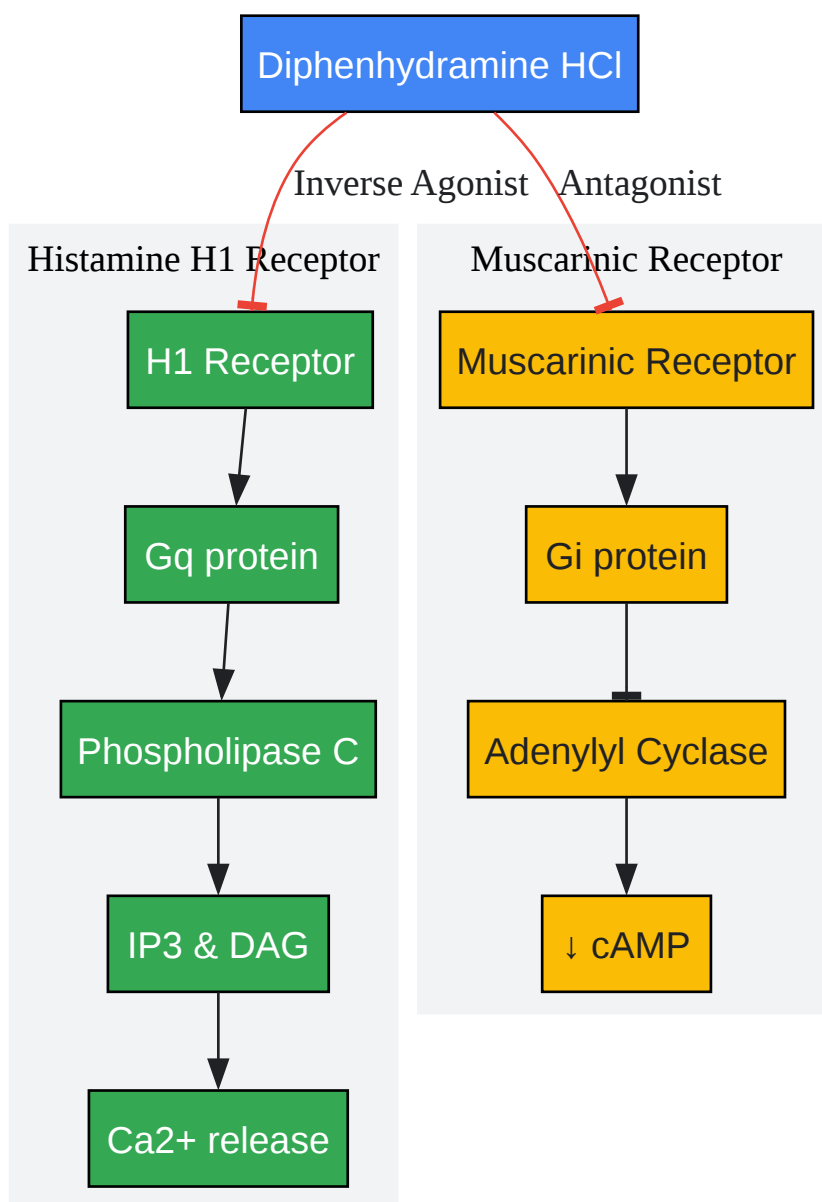 Diphenhydramine HCl
Inverse Agonist
Antagonist
Histamine H1 Receptor
H1 Receptor
Gq protein
Phospholipase C
IP3 & DAG
Ca2+ release
Muscarinic Receptor
Muscarinic Receptor
Gi protein
Adenylyl Cyclase
↓ cAMP